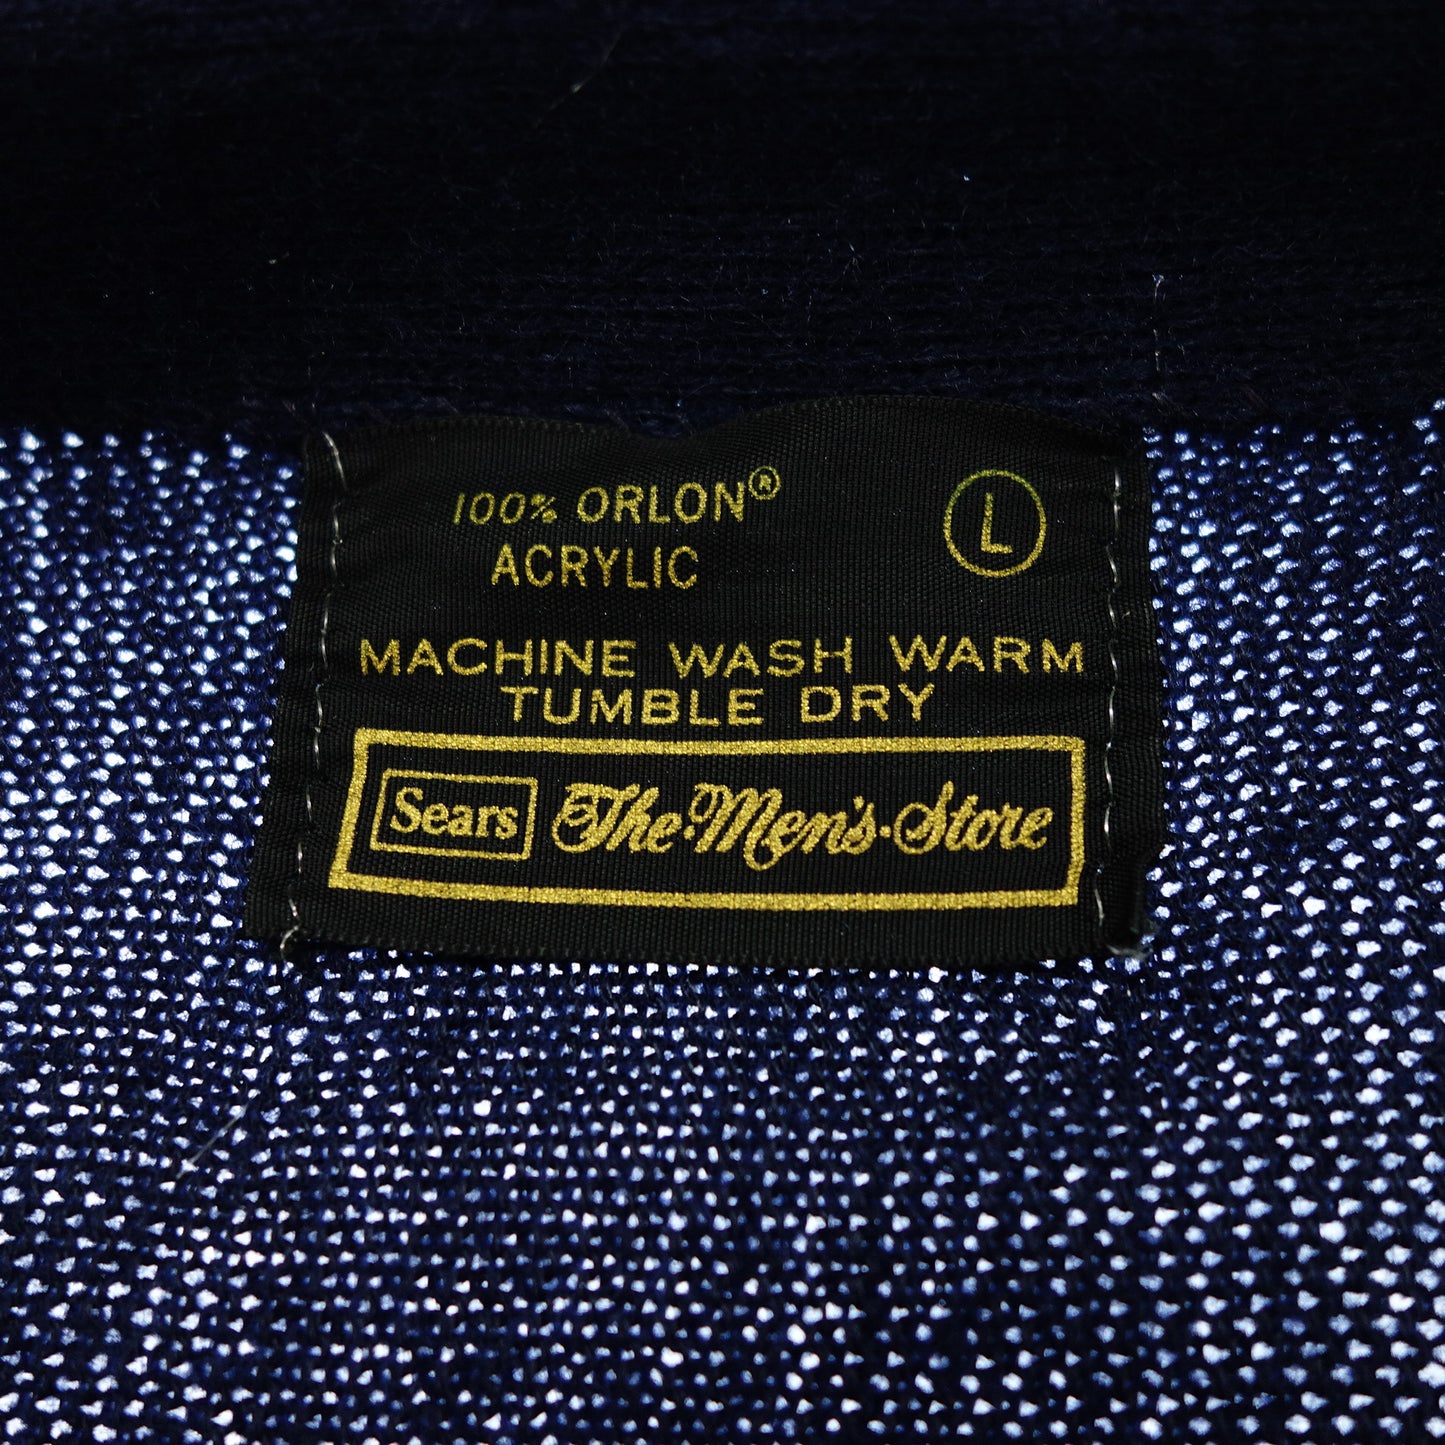 100% ORLON® L
ACRYLIC
MACHINE WASH WARM
TUMBLE DRY
Sears The·Men's·Store